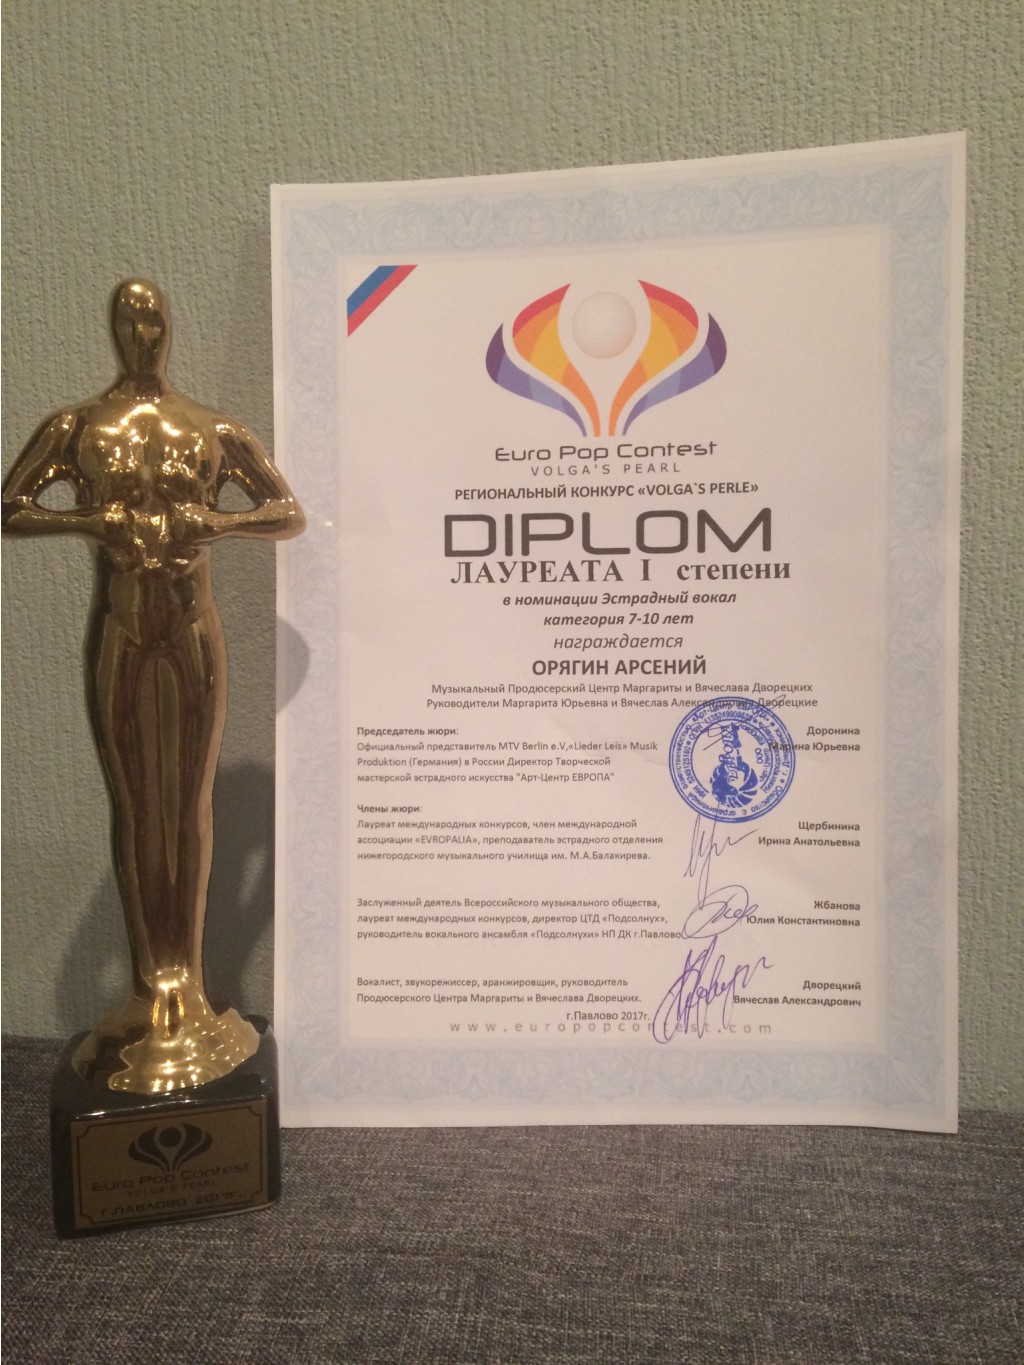 Euro Pop Contest
VOLGA'S PEARL
РЕГИОНАЛЬНЫЙ КОНКУРС «VOLGA`S PERLE»
DIPLOM
ЛАУРЕАТА I степени
в номинации Эстрадный вокал
категория 7-10 лет
награждается
ОРЯГИН АРСЕНИЙ
Музыкальный Продюсерский Центр Маргариты и Вячеслава Дворецких
Руководители Маргарита Юрьевна и Вячеслав Александрович Дворецкие
Председатель жюри:
Официальный представитель MTV Berlin e.V,«Lieder Leis» Musik
Produktion (Германия) в России Директор Творческой
мастерской эстрадного искусства "Арт-Центр ЕВРОПА"
Доронина
Марина Юрьевна
Члены жюри:
Лауреат международных конкурсов, член международной
ассоциации «EVROPALIA», преподаватель эстрадного отделения
нижегородского музыкального училища им. М.А.Балакирева.
Щербинина
Ирина Анатольевна
Заслуженный деятель Всероссийского музыкального общества,
лауреат международных конкурсов, директор ЦТД «Подсолнух»,
руководитель вокального ансамбля «Подсолнухи» НП ДК г.Павлово
Жбанова
Юлия Константиновна
Вокалист, звукорежиссер, аранжировщик, руководитель
Продюсерского Центра Маргариты и Вячеслава Дворецких.
Дворецкий
Вячеслав Александрович
г.Павлово 2017г.
www.europopcontest.com
Euro Pop Contest
VOLGA'S PEARL
Г.ПАВЛОВО 2017Г.